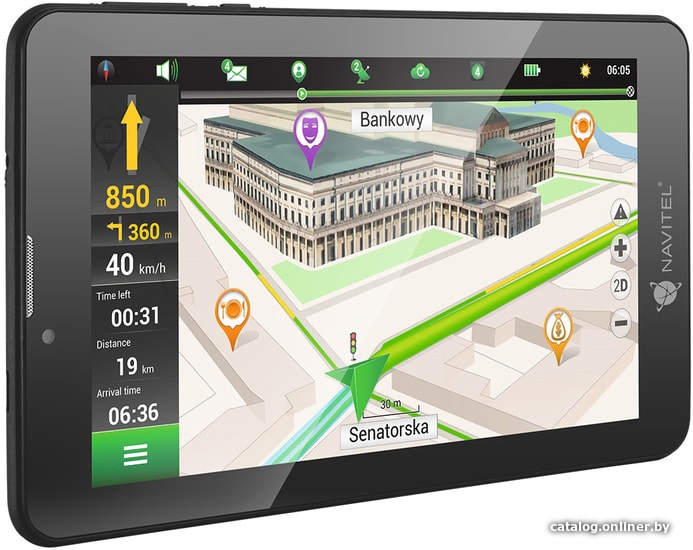 4
2
4
06:05
850 m
360 m
40 km/h
Time left
00:31
Distance
19 km
Arrival time
06:36
Bankowy
2D
30 m
Senatorska
NAVITEL®
catalog.onliner.by